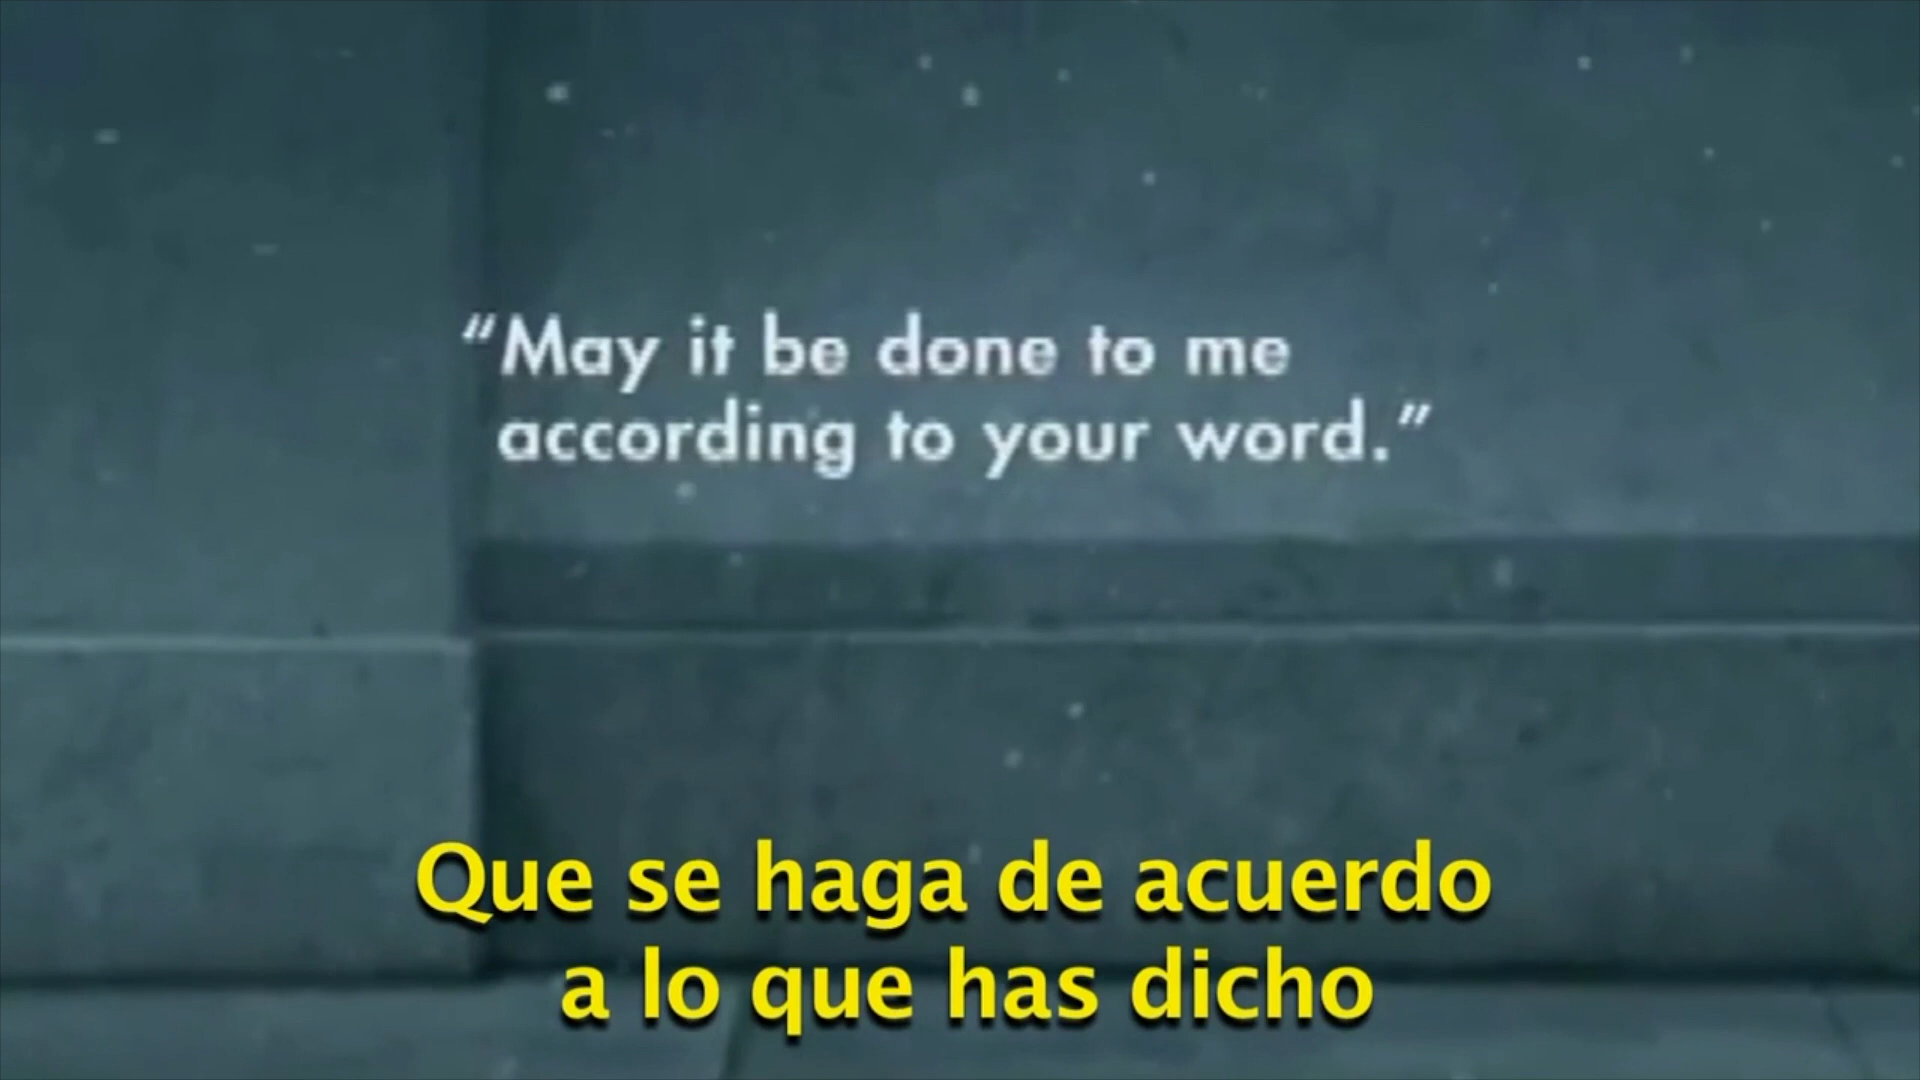 “May it be done to me
according to your word.”
Que se haga de acuerdo
a lo que has dicho